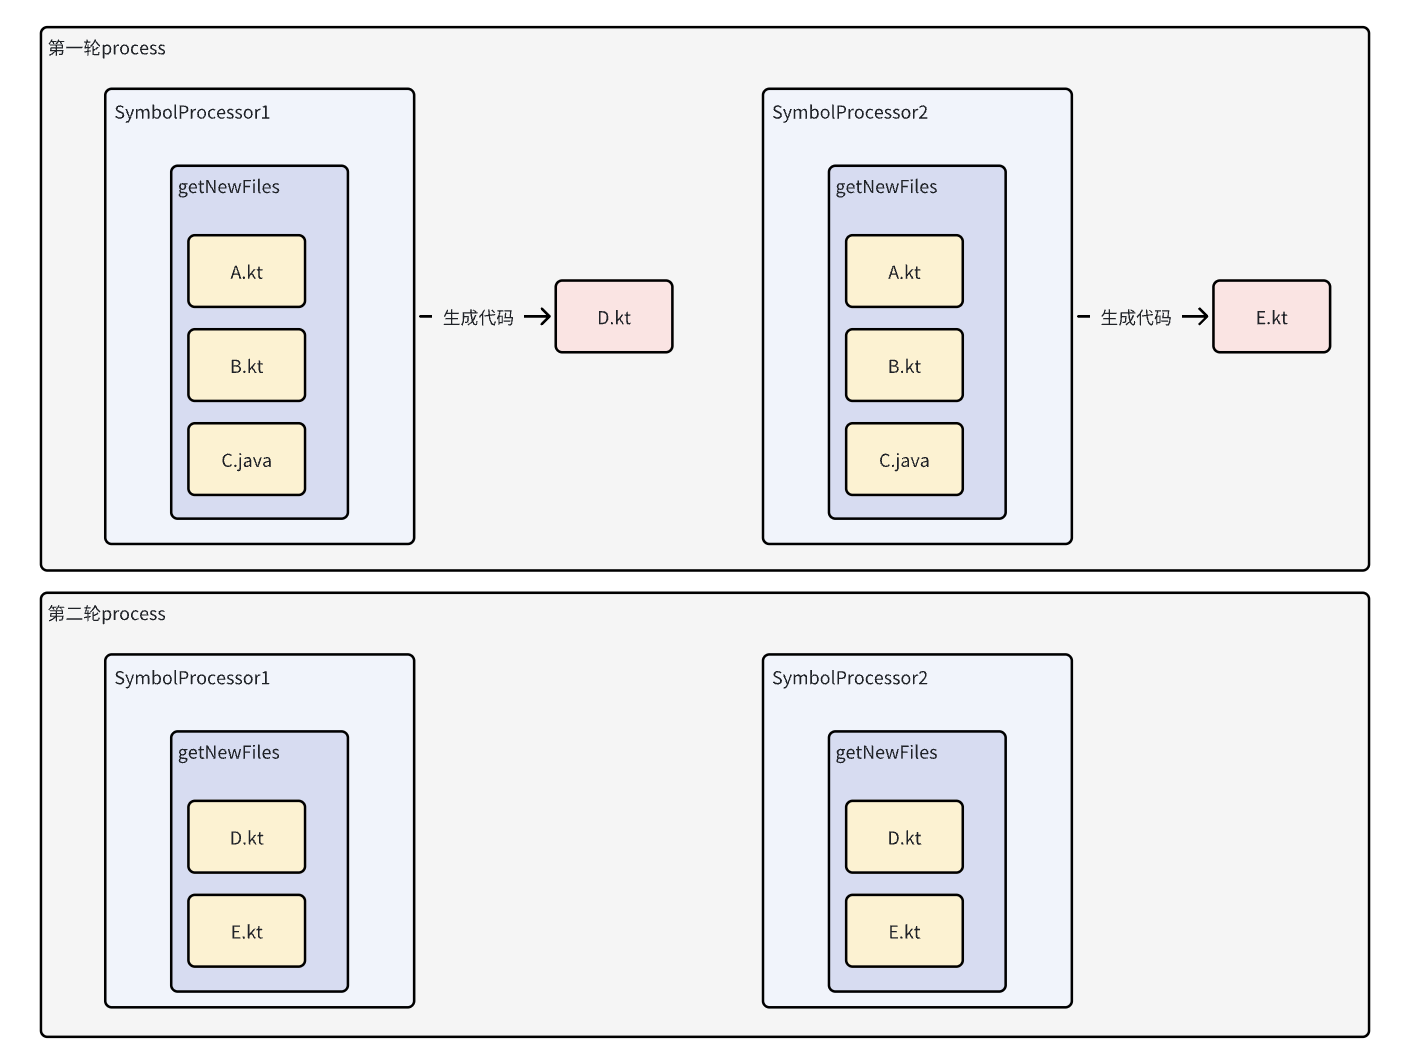 第一轮process
SymbolProcessor1
getNewFiles
A.kt
B.kt
C.java
生成代码
D.kt
SymbolProcessor2
getNewFiles
A.kt
B.kt
C.java
生成代码
E.kt
第二轮process
SymbolProcessor1
getNewFiles
D.kt
E.kt
SymbolProcessor2
getNewFiles
D.kt
E.kt